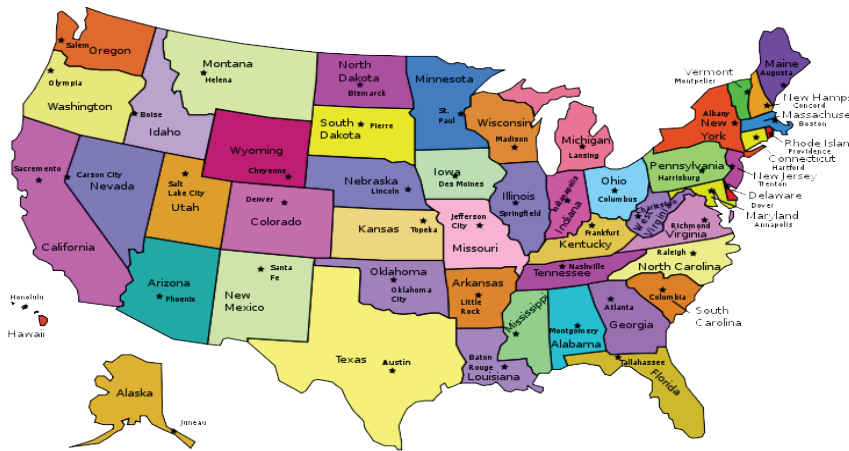 Salem
Oregon
Olympia
Washington
Boise
Idaho
Montana
Helena
North
Dakota
Bismarck
South
Dakota
Pierre
Minnesota
St.
Paul
Wisconsin
Madison
Michigan
Lansing
Wyoming
Cheyenne
Nebraska
Lincoln
Iowa
Des Moines
Illinois
Springfield
Indianapolis
Indiana
Ohio
Columbus
Sacramento
California
Carson City
Nevada
Salt
Lake City
Utah
Denver
Colorado
Kansas
Topeka
Jefferson
City
Missouri
Frankfurt
Kentucky
Charleston
West
Virginia
Richmond
Virginia
Arizona
Phoenix
Santa
Fe
New
Mexico
Oklahoma
Oklahoma
City
Arkansas
Little
Rock
Nashville
Tennessee
Raleigh
North Carolina
Columbia
South
Carolina
Texas
Austin
Baton
Rouge
Louisiana
Mississippi
Montgomery
Alabama
Atlanta
Georgia
Tallahassee
Florida
Honolulu
Hawaii
Alaska
Juneau
Maine
Augusta
Vermont
Montpelier
New Hamps
Concord
Massachuse
Boston
Albany
New
York
Rhode Islan
Providence
Connecticut
Hartford
Pennsylvania
Harrisburg
New Jersey
Trenton
Delaware
Dover
Maryland
Annapolis